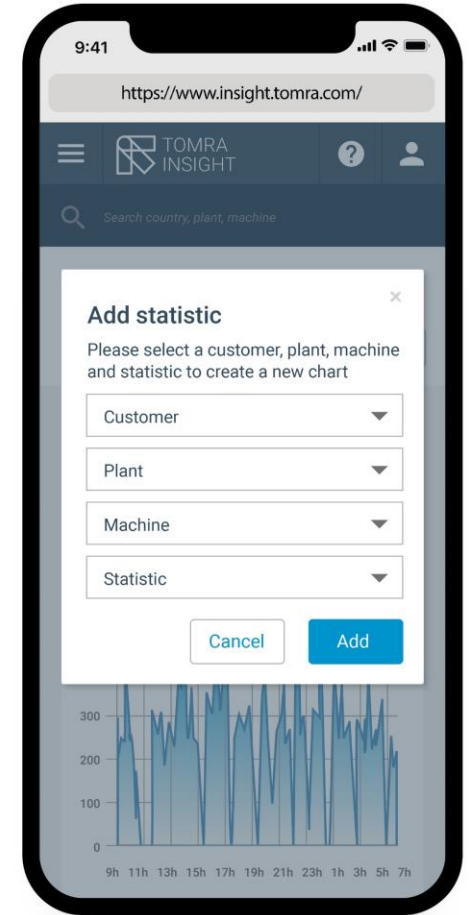 9:41
https://www.insight.tomra.com/
TOMRA
INSIGHT
?
Search country, plant, machine
×
Add statistic
Please select a customer, plant, machine
and statistic to create a new chart
Customer
Plant
Machine
Statistic
Cancel
Add
300
200
100
0
9h 11h 13h 15h 17h 19h 21h 23h 1h 3h 5h 7h